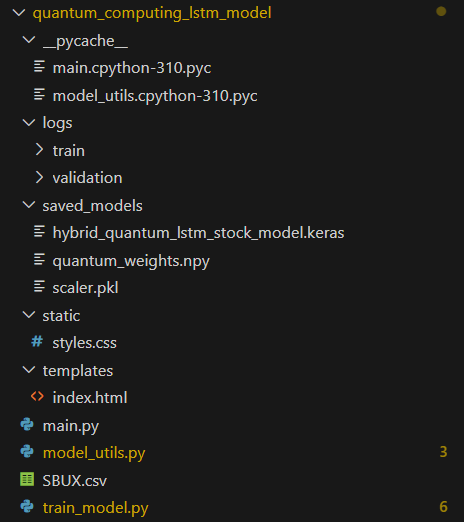 quantum_computing_lstm_model
__pycache__
main.cpython-310.pyc
model_utils.cpython-310.pyc
logs
train
validation
saved_models
hybrid_quantum_lstm_stock_model.keras
quantum_weights.npy
scaler.pkl
static
# styles.css
templates
<> index.html
main.py
model_utils.py 3
SBUX.csv
train_model.py 6